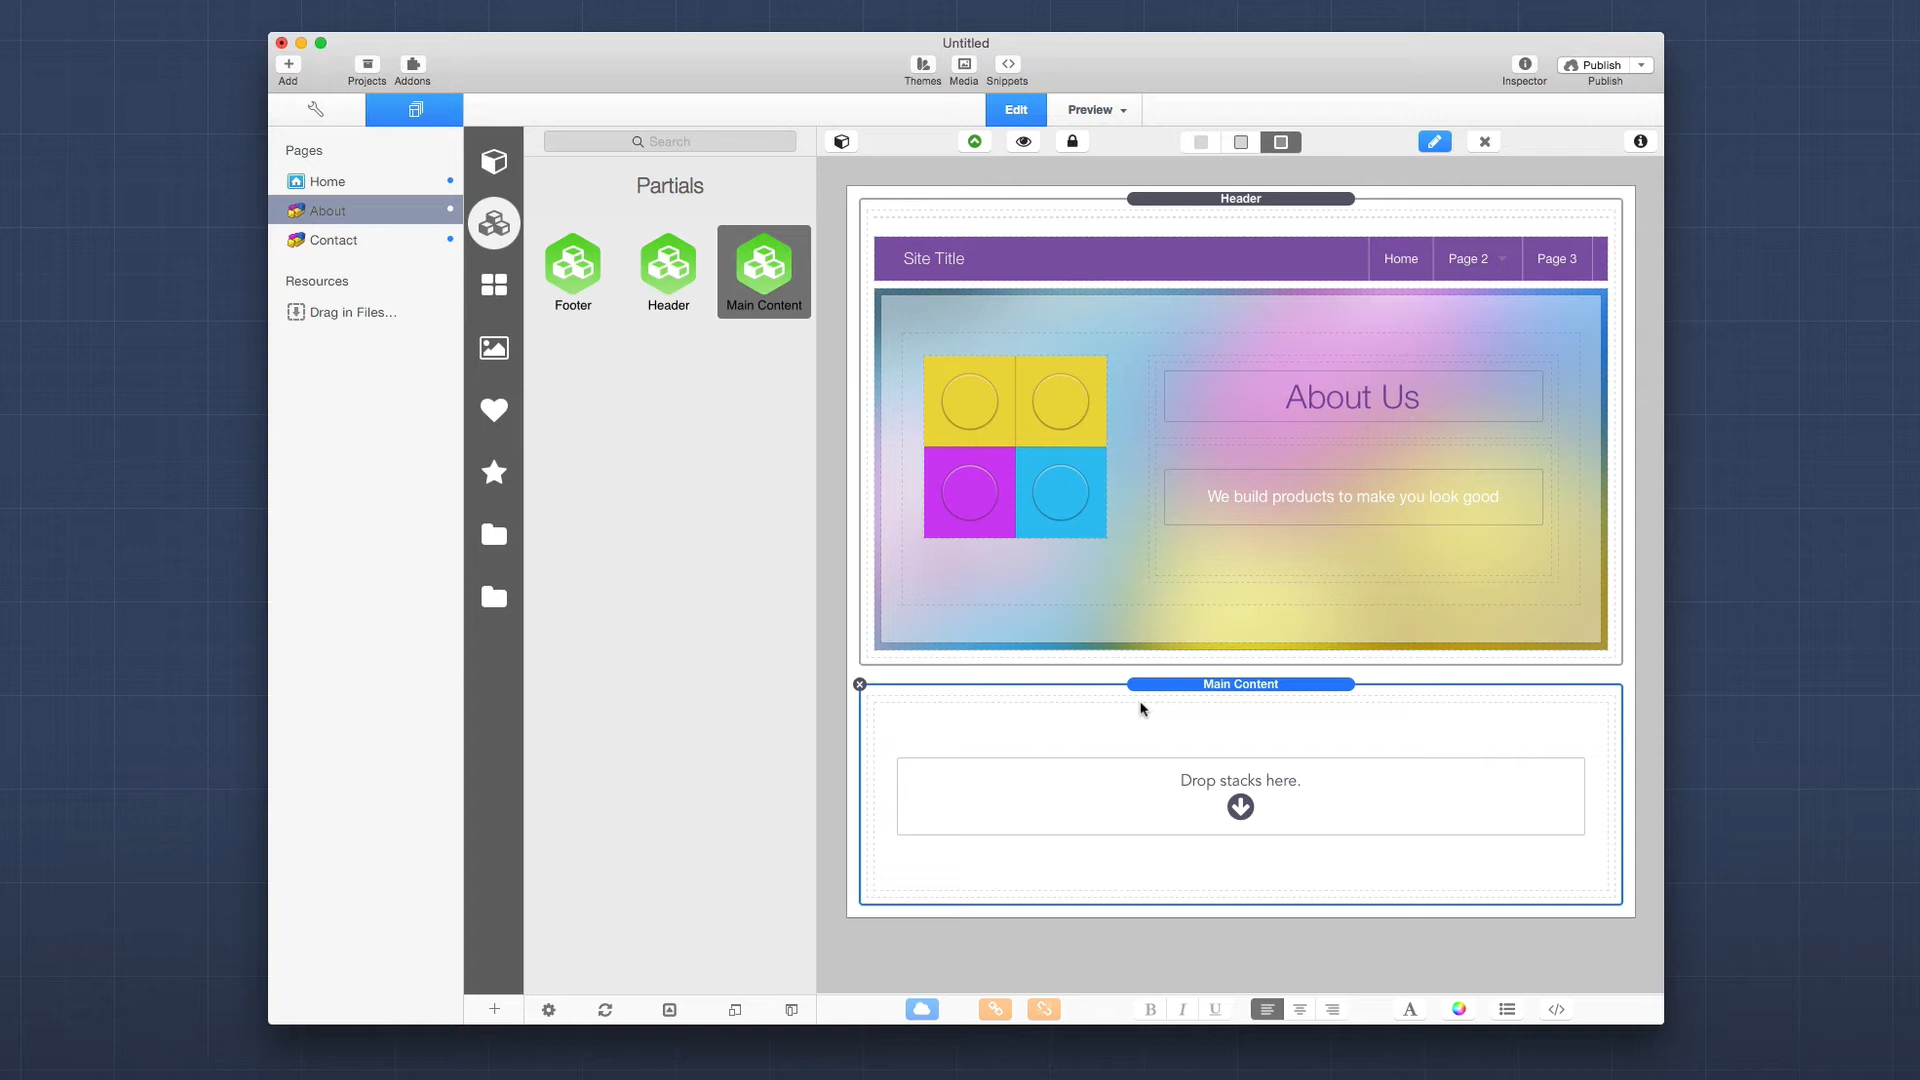 Untitled
Add
Projects
Addons
Themes
Media
Snippets
Inspector
Publish
Publish
Edit
Preview
Search
Pages
Home
About
Contact
Resources
Drag in Files...
Partials
Footer
Header
Main Content
Header
Site Title
Home
Page 2
Page 3
About Us
We build products to make you look good
Main Content
Drop stacks here.
B
I
U
A